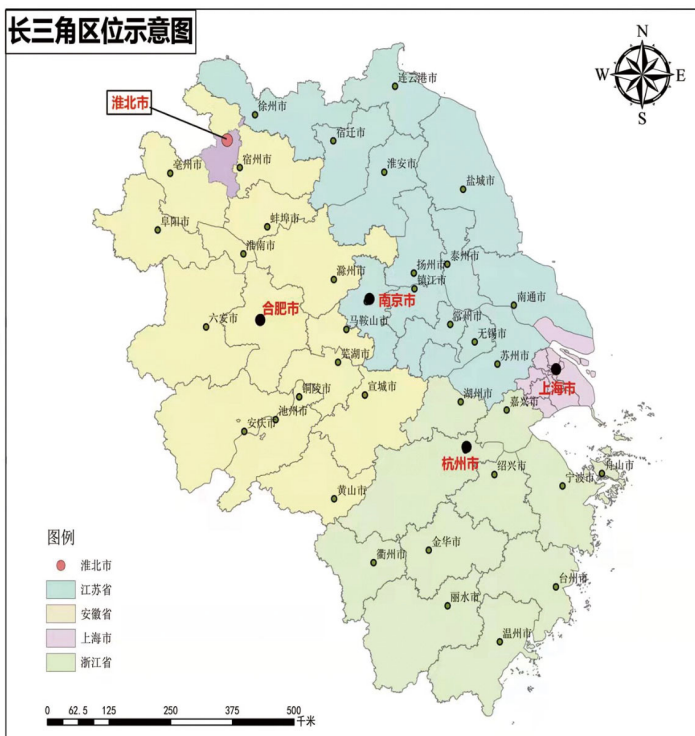 长三角区位示意图
N
W
E
S
连云港市
淮北市
徐州市
宿迁市
宿州市
淮安市
亳州市
盐城市
阜阳市
蚌埠市
淮南市
泰州市
扬州市
滁州市
镇江市
南京市
南通市
合肥市
六安市
马鞍山市
常州市
无锡市
芜湖市
苏州市
上海市
铜陵市
宣城市
湖州市
嘉兴市
池州市
安庆市
杭州市
绍兴市
舟山市
宁波市
黄山市
金华市
衢州市
台州市
丽水市
温州市
图例
淮北市
江苏省
安徽省
上海市
浙江省
0 62.5 125 250 375 500
千米